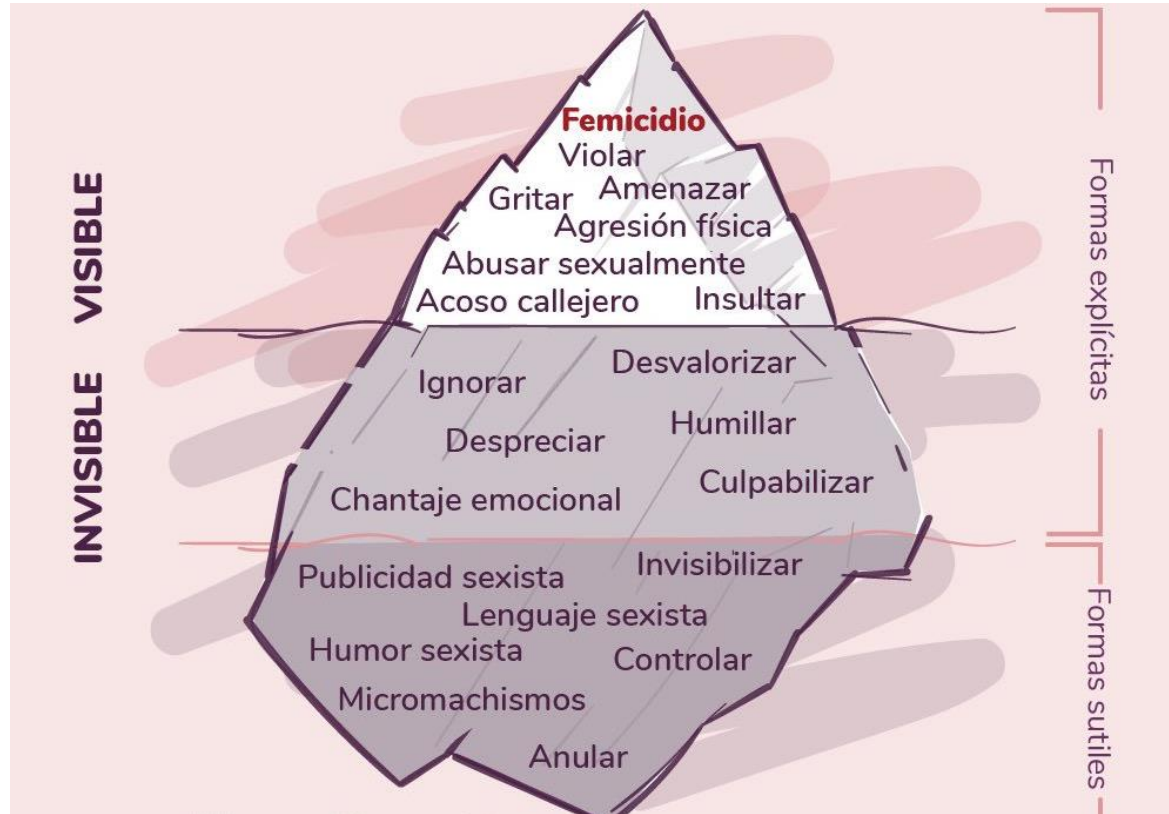 Femicidio
Violar
Gritar
Amenazar
Agresión física
Abusar sexualmente
Acoso callejero
Insultar
VISIBLE
Formas explícitas
INVISIBLE
Desvalorizar
Ignorar
Humillar
Despreciar
Culpabilizar
Chantaje emocional
Invisibilizar
Publicidad sexista
Lenguaje sexista
Humor sexista
Controlar
Micromachismos
Anular
Formas sutiles